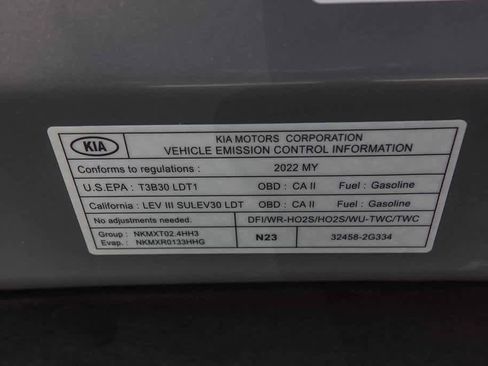 KIA
KIA MOTORS CORPORATION
VEHICLE EMISSION CONTROL INFORMATION
Conforms to regulations : 2022 MY
U.S.EPA : T3B30 LDT1 OBD : CA II Fuel : Gasoline
California : LEV III SULEV30 LDT OBD : CA II Fuel : Gasoline
No adjustments needed. DFI/WR-HO2S/HO2S/WU-TWC/TWC
Group : NKMXT02.4HH3
Evap. : NKMXR0133HHG
N23 32458-2G334